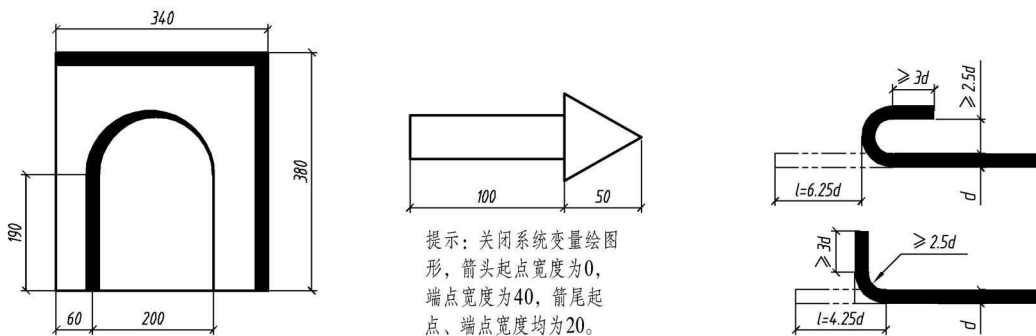 340
380
190
60
200
100
50
提示：关闭系统变量绘图
形，箭头起点宽度为0，
端点宽度为40，箭尾起
点、端点宽度均为20。
≥ 3d
≥ 2.5d
l=6.25d
d
≥ 3d
≥ 2.5d
l=4.25d
d